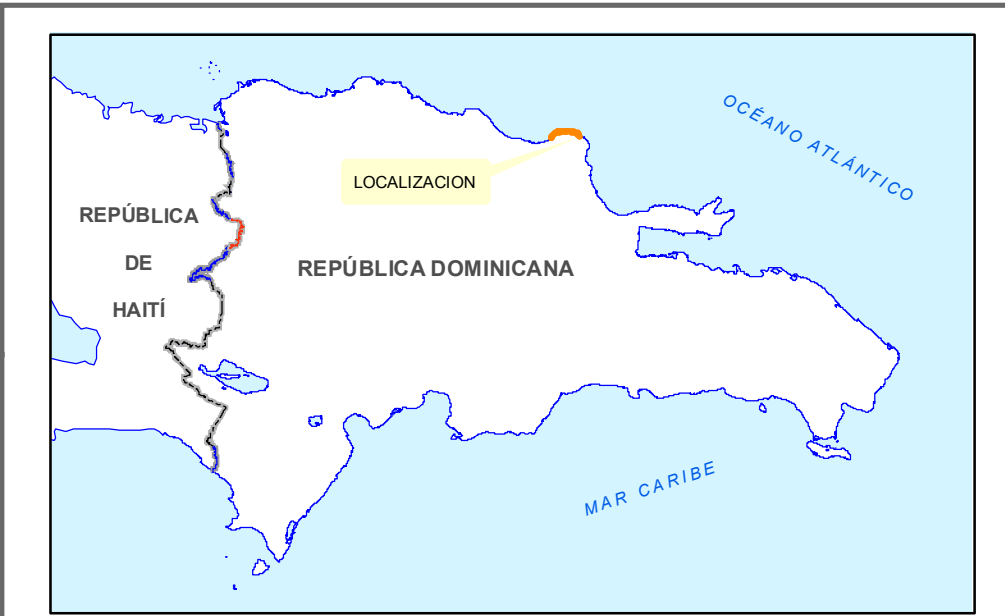 OCÉANO ATLÁNTICO
LOCALIZACION
REPÚBLICA
DE
HAITÍ
REPÚBLICA DOMINICANA
MAR CARIBE